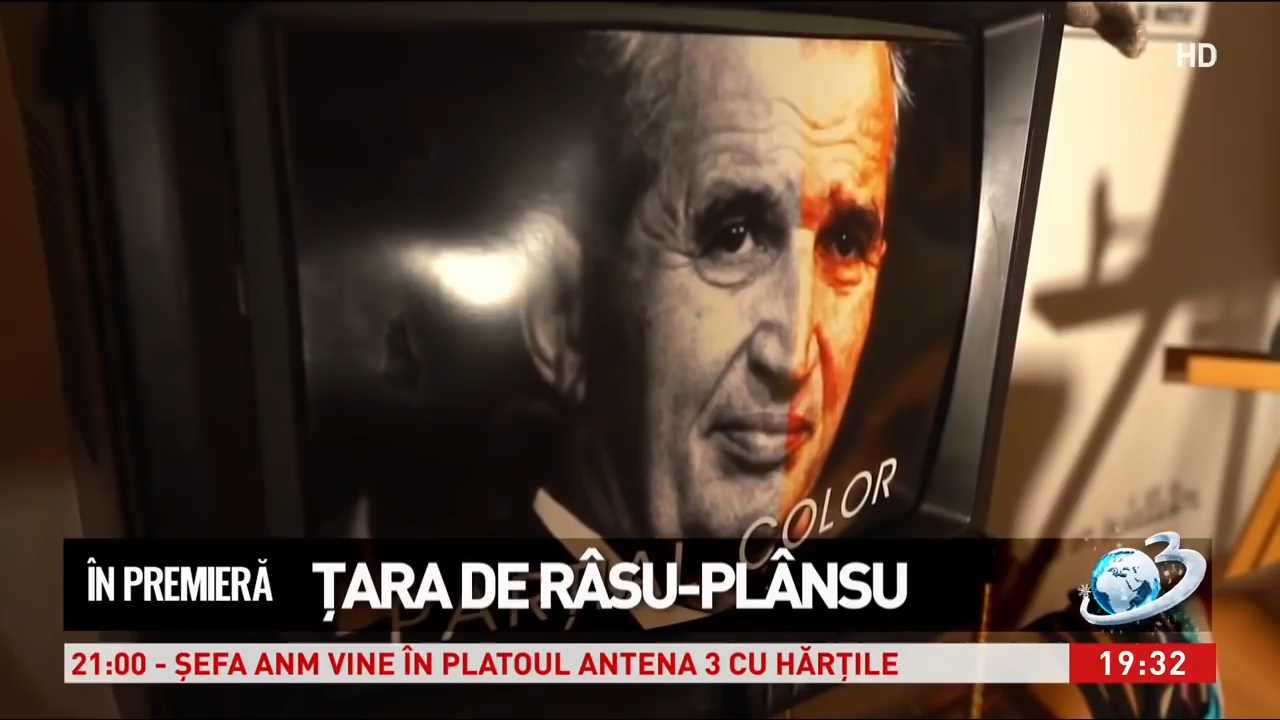 HD
COLOR
ÎN PREMIERĂ
ȚARA DE RÂSU-PLÂNSU
21:00 - ȘEFA ANM VINE ÎN PLATOUL ANTENA 3 CU HĂRȚILE
19:32
3